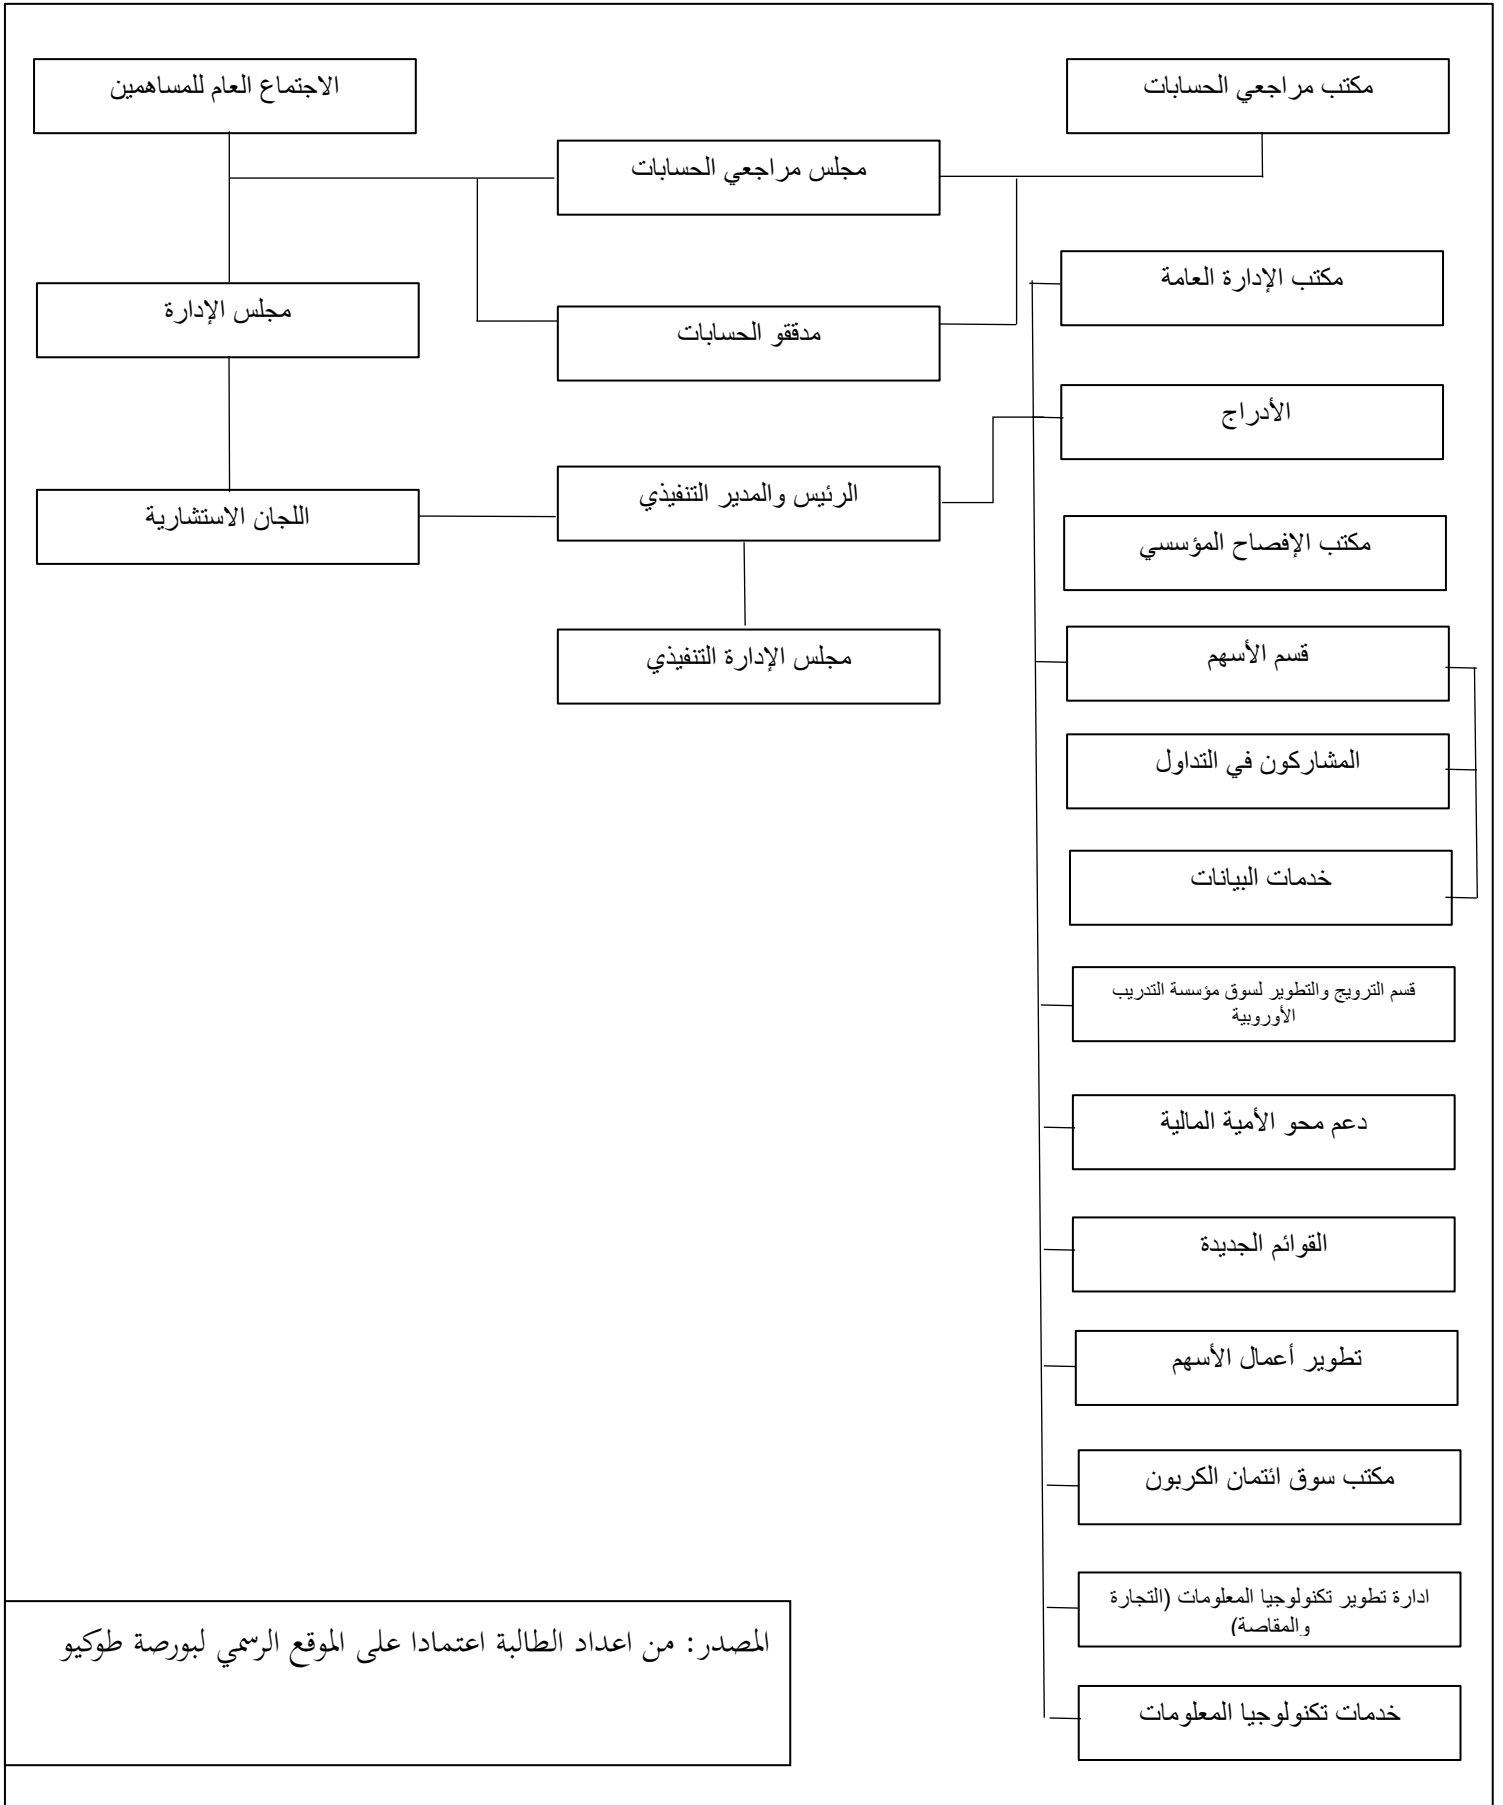 الاجتماع العام للمساهمين
مكتب مراجعي الحسابات
مجلس مراجعي الحسابات
مكتب الإدارة العامة
مجلس الإدارة
مدققو الحسابات
الأدراج
الرئيس والمدير التنفيذي
اللجان الاستشارية
مكتب الإفصاح المؤسسي
مجلس الإدارة التنفيذي
قسم الأسهم
المشاركون في التداول
خدمات البيانات
قسم الترويج والتطوير لسوق مؤسسة التدريب
الأوروبية
دعم محو الأمية المالية
القوائم الجديدة
تطوير أعمال الأسهم
مكتب سوق ائتمان الكربون
ادارة تطوير تكنولوجيا المعلومات (التجارة
والمقاصة)
المصدر: من اعداد الطالبة اعتمادا على الموقع الرسمي لبورصة طوكيو
خدمات تكنولوجيا المعلومات